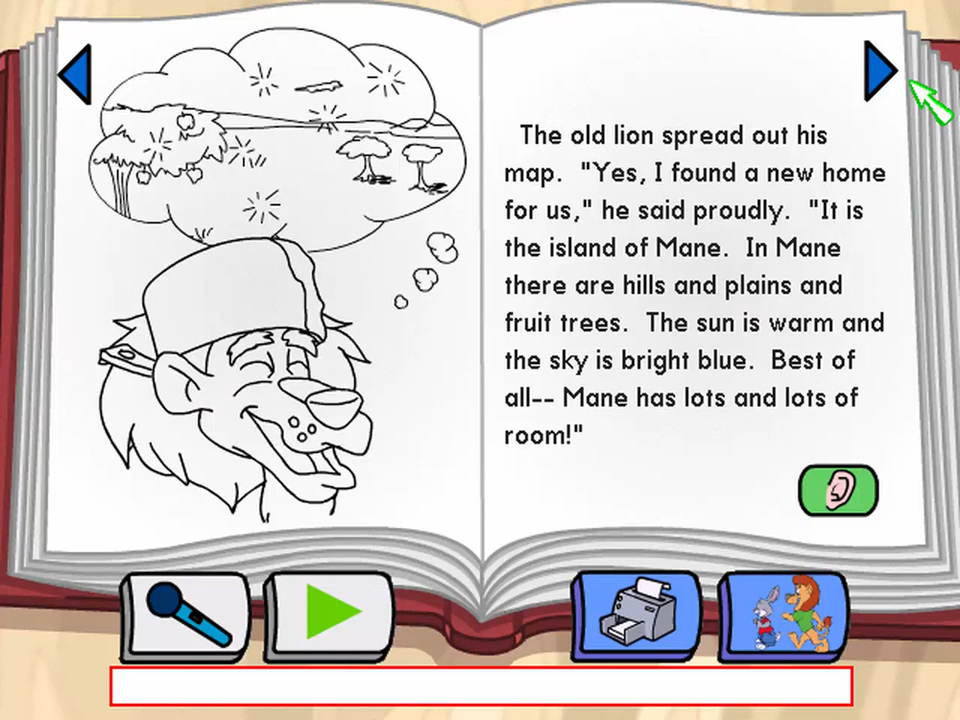 The old lion spread out his
map.  "Yes, I found a new home
for us," he said proudly.  "It is
the island of Mane.  In Mane
there are hills and plains and
fruit trees.  The sun is warm and
the sky is bright blue.  Best of
all-- Mane has lots and lots of
room!"